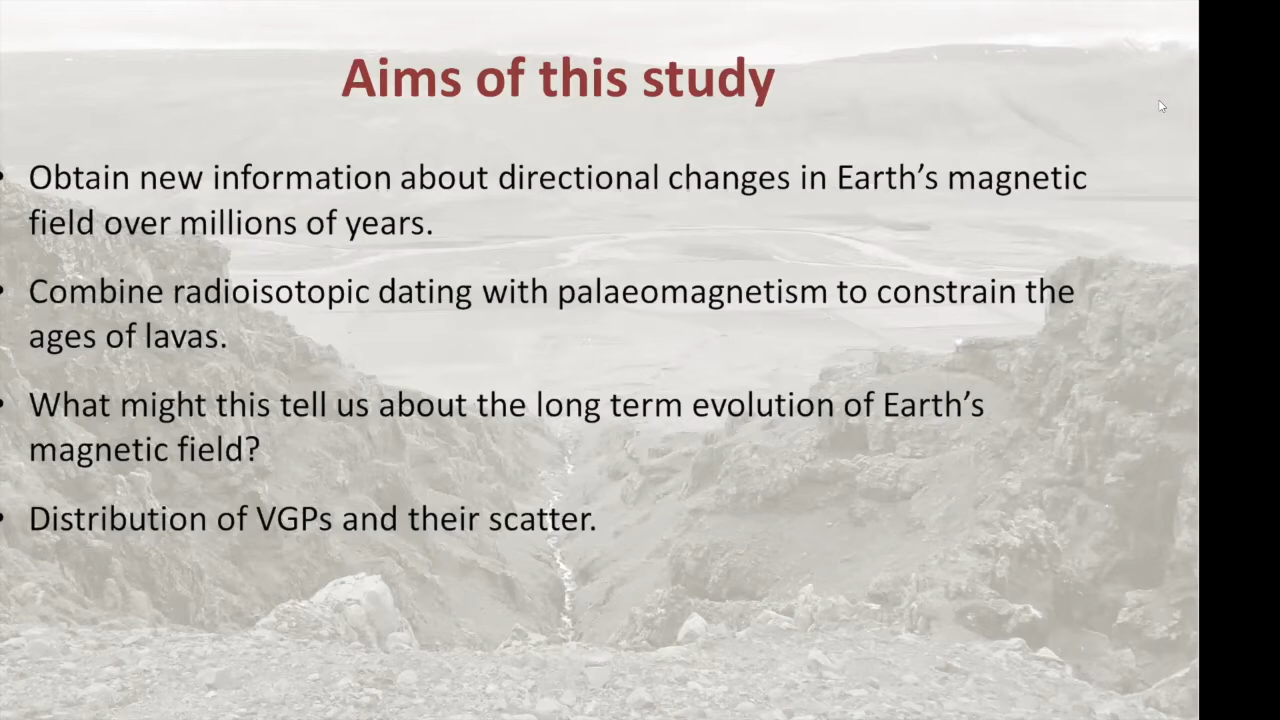 Aims of this study
• Obtain new information about directional changes in Earth’s magnetic
field over millions of years.
• Combine radioisotopic dating with palaeomagnetism to constrain the
ages of lavas.
• What might this tell us about the long term evolution of Earth’s
magnetic field?
• Distribution of VGPs and their scatter.